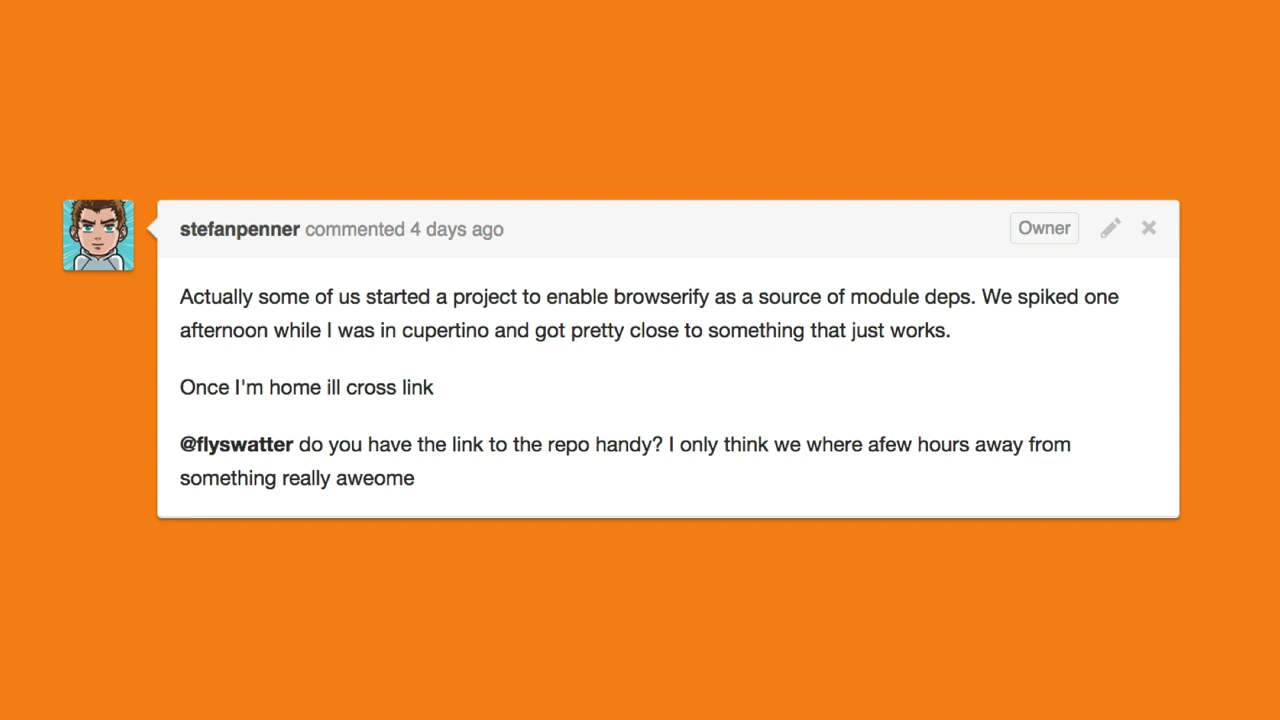 stefanpenner commented 4 days ago Owner
Actually some of us started a project to enable browserify as a source of module deps. We spiked one
afternoon while I was in cupertino and got pretty close to something that just works.
Once I'm home ill cross link
@flyswatter do you have the link to the repo handy? I only think we where afew hours away from
something really aweome